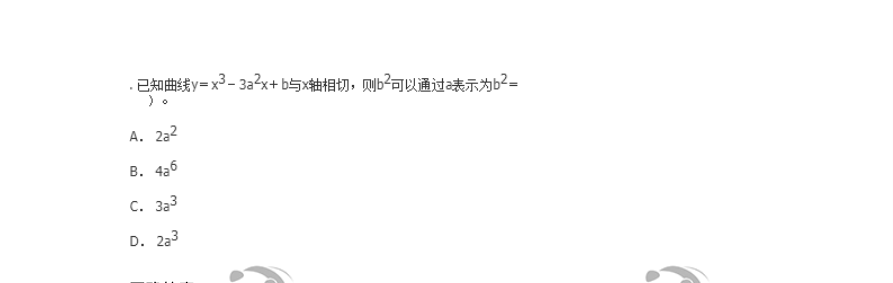 . 已知曲线y=x³-3a²x+b与x轴相切，则b²可以通过a表示为b²=
）。
A. 2a²
B. 4a⁶
C. 3a³
D. 2a³